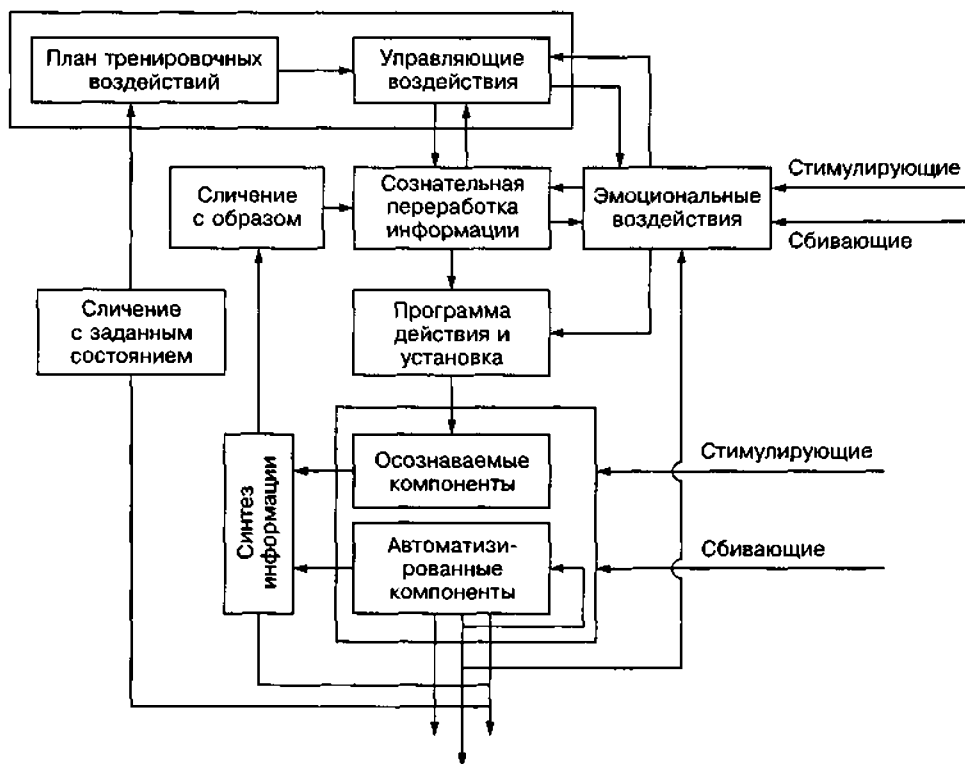 План тренировочных
воздействий
Управляющие
воздействия
Сличение
с образом
Сознательная
переработка
информации
Эмоциональные
воздействия
Стимулирующие
Сбивающие
Сличение
с заданным
состоянием
Программа
действия и
установка
Синтез
информации
Осознаваемые
компоненты
Стимулирующие
Автоматизи-
рованные
компоненты
Сбивающие